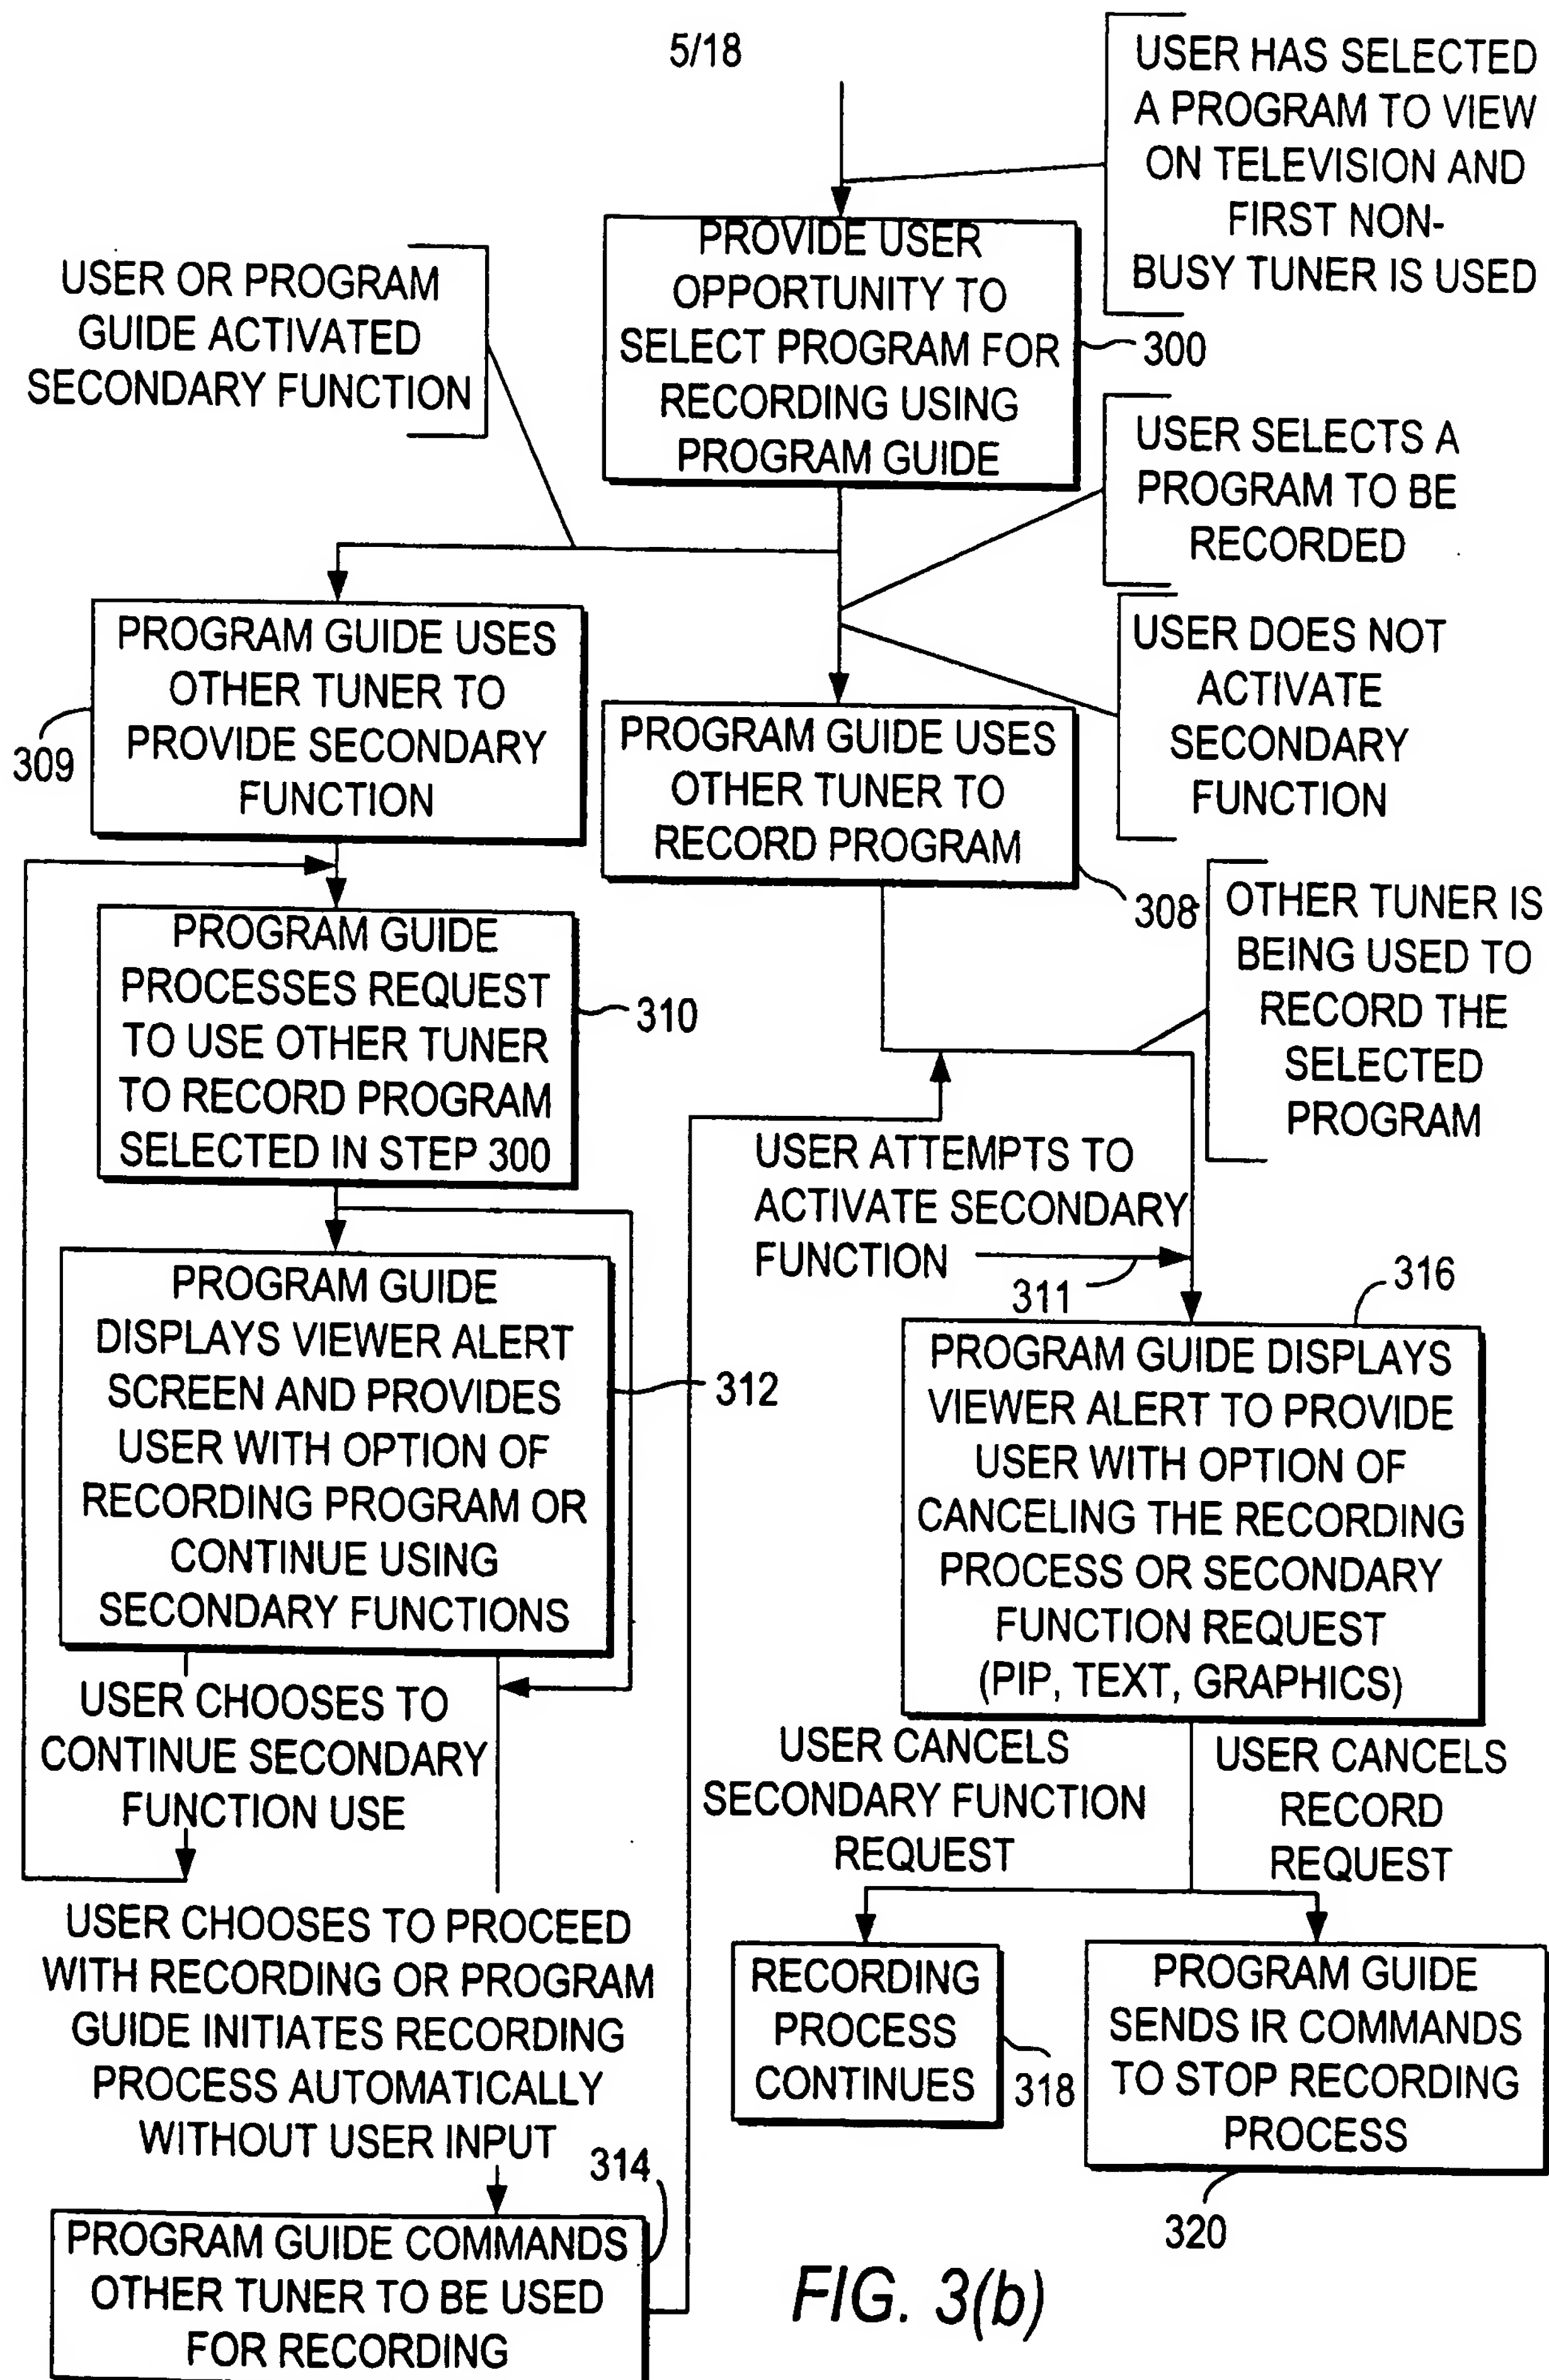 5/18
USER HAS SELECTED
A PROGRAM TO VIEW
ON TELEVISION AND
FIRST NON-
BUSY TUNER IS USED
PROVIDE USER
OPPORTUNITY TO
SELECT PROGRAM FOR
RECORDING USING
PROGRAM GUIDE
300
USER OR PROGRAM
GUIDE ACTIVATED
SECONDARY FUNCTION
USER SELECTS A
PROGRAM TO BE
RECORDED
USER DOES NOT
ACTIVATE
SECONDARY
FUNCTION
PROGRAM GUIDE USES
OTHER TUNER TO
PROVIDE SECONDARY
FUNCTION
309
PROGRAM GUIDE USES
OTHER TUNER TO
RECORD PROGRAM
308
OTHER TUNER IS
BEING USED TO
RECORD THE
SELECTED
PROGRAM
PROGRAM GUIDE
PROCESSES REQUEST
TO USE OTHER TUNER
TO RECORD PROGRAM
SELECTED IN STEP 300
310
USER ATTEMPTS TO
ACTIVATE SECONDARY
FUNCTION
311
PROGRAM GUIDE
DISPLAYS VIEWER ALERT
SCREEN AND PROVIDES
USER WITH OPTION OF
RECORDING PROGRAM OR
CONTINUE USING
SECONDARY FUNCTIONS
312
316
PROGRAM GUIDE DISPLAYS
VIEWER ALERT TO PROVIDE
USER WITH OPTION OF
CANCELING THE RECORDING
PROCESS OR SECONDARY
FUNCTION REQUEST
(PIP, TEXT, GRAPHICS)
USER CHOOSES TO
CONTINUE SECONDARY
FUNCTION USE
USER CANCELS
SECONDARY FUNCTION
REQUEST
USER CANCELS
RECORD
REQUEST
USER CHOOSES TO PROCEED
WITH RECORDING OR PROGRAM
GUIDE INITIATES RECORDING
PROCESS AUTOMATICALLY
WITHOUT USER INPUT
RECORDING
PROCESS
CONTINUES
318
PROGRAM GUIDE
SENDS IR COMMANDS
TO STOP RECORDING
PROCESS
320
314
PROGRAM GUIDE COMMANDS
OTHER TUNER TO BE USED
FOR RECORDING
FIG. 3(b)